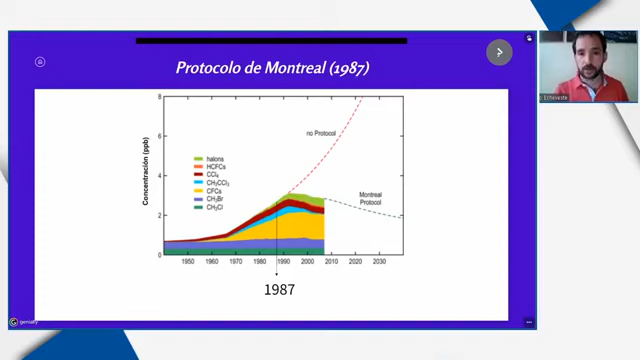 Protocolo de Montreal (1987)
Concentración (ppb)
8
6
4
2
0
no Protocol
Montreal
Protocol
halons
HCFCs
CCl₄
CH₃CCl₃
CFCs
CH₃Br
CH₃Cl
1950 1960 1970 1980 1990 2000 2010 2020 2030
1987
genially
Echeveste